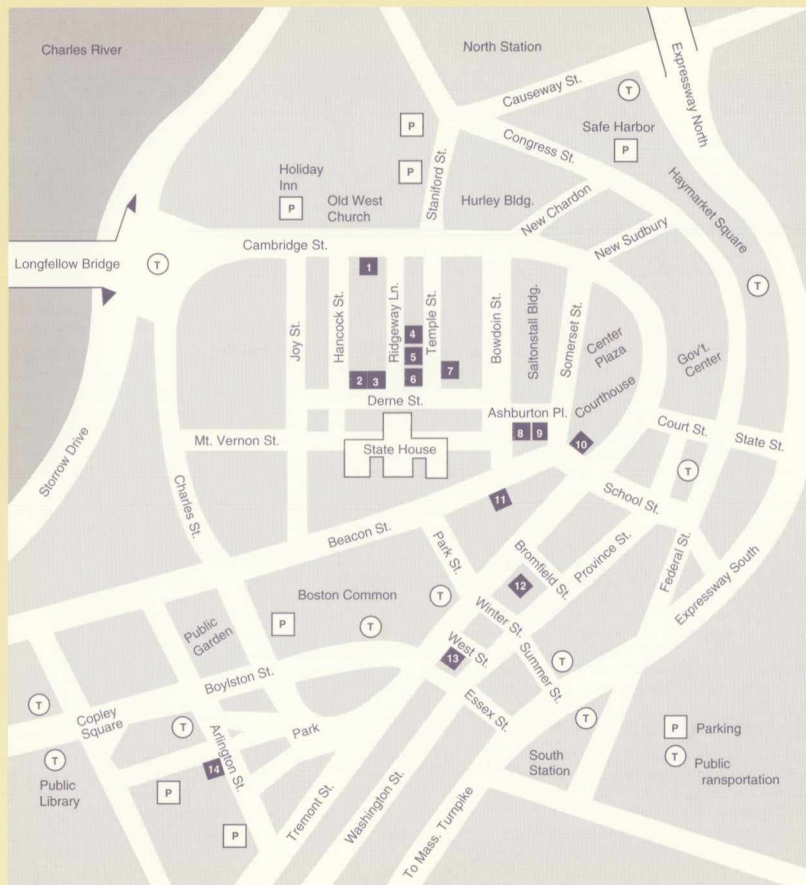 Charles River
North Station
Expressway North
Causeway St.
T
P
Safe Harbor
P
Congress St.
Holiday
Inn
P
P
Old West
Church
Staniford St.
Hurley Bldg.
New Chardon
Haymarket Square
Cambridge St.
New Sudbury
Longfellow Bridge
T
1
T
Joy St.
Hancock St.
Ridgeway Ln.
Temple St.
Bowdoin St.
Saltonstall Bldg.
Somerset St.
Center
Plaza
Gov't.
Center
4
5
6
7
2 3
Derne St.
Courthouse
Ashburton Pl.
8 9
10
Court St.
State St.
Mt. Vernon St.
State House
T
Storrow Drive
Charles St.
11
School St.
Beacon St.
Park St.
Bromfield St.
Province St.
Federal St.
Expressway South
12
Boston Common
T
Public
Garden
P
T
Winter St.
Summer St.
West St.
13
T
Boylston St.
Essex St.
T
Copley
Square
T
Arlington St.
Park
T
South
Station
P
Parking
T
Public
ransportation
T
Public
Library
14
P
P
Tremont St.
Washington St.
To Mass. Turnpike